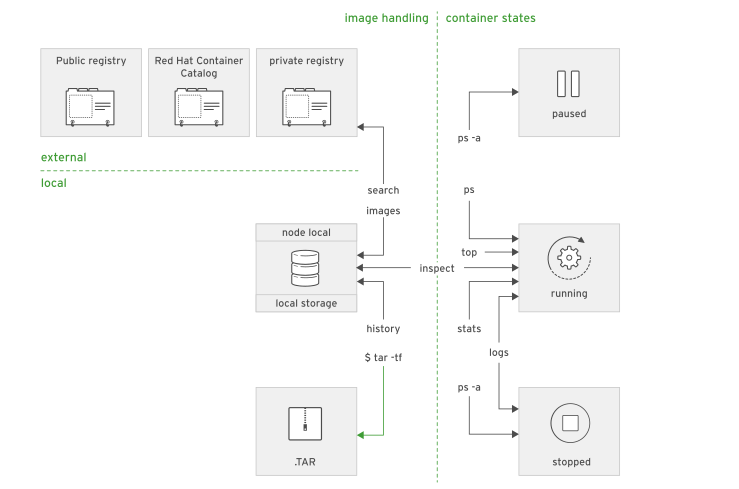 image handling
container states
Public registry
Red Hat Container
Catalog
private registry
paused
ps -a
external
local
search
ps
images
node local
top
inspect
running
local storage
history
stats
logs
$ tar -tf
ps -a
.TAR
stopped